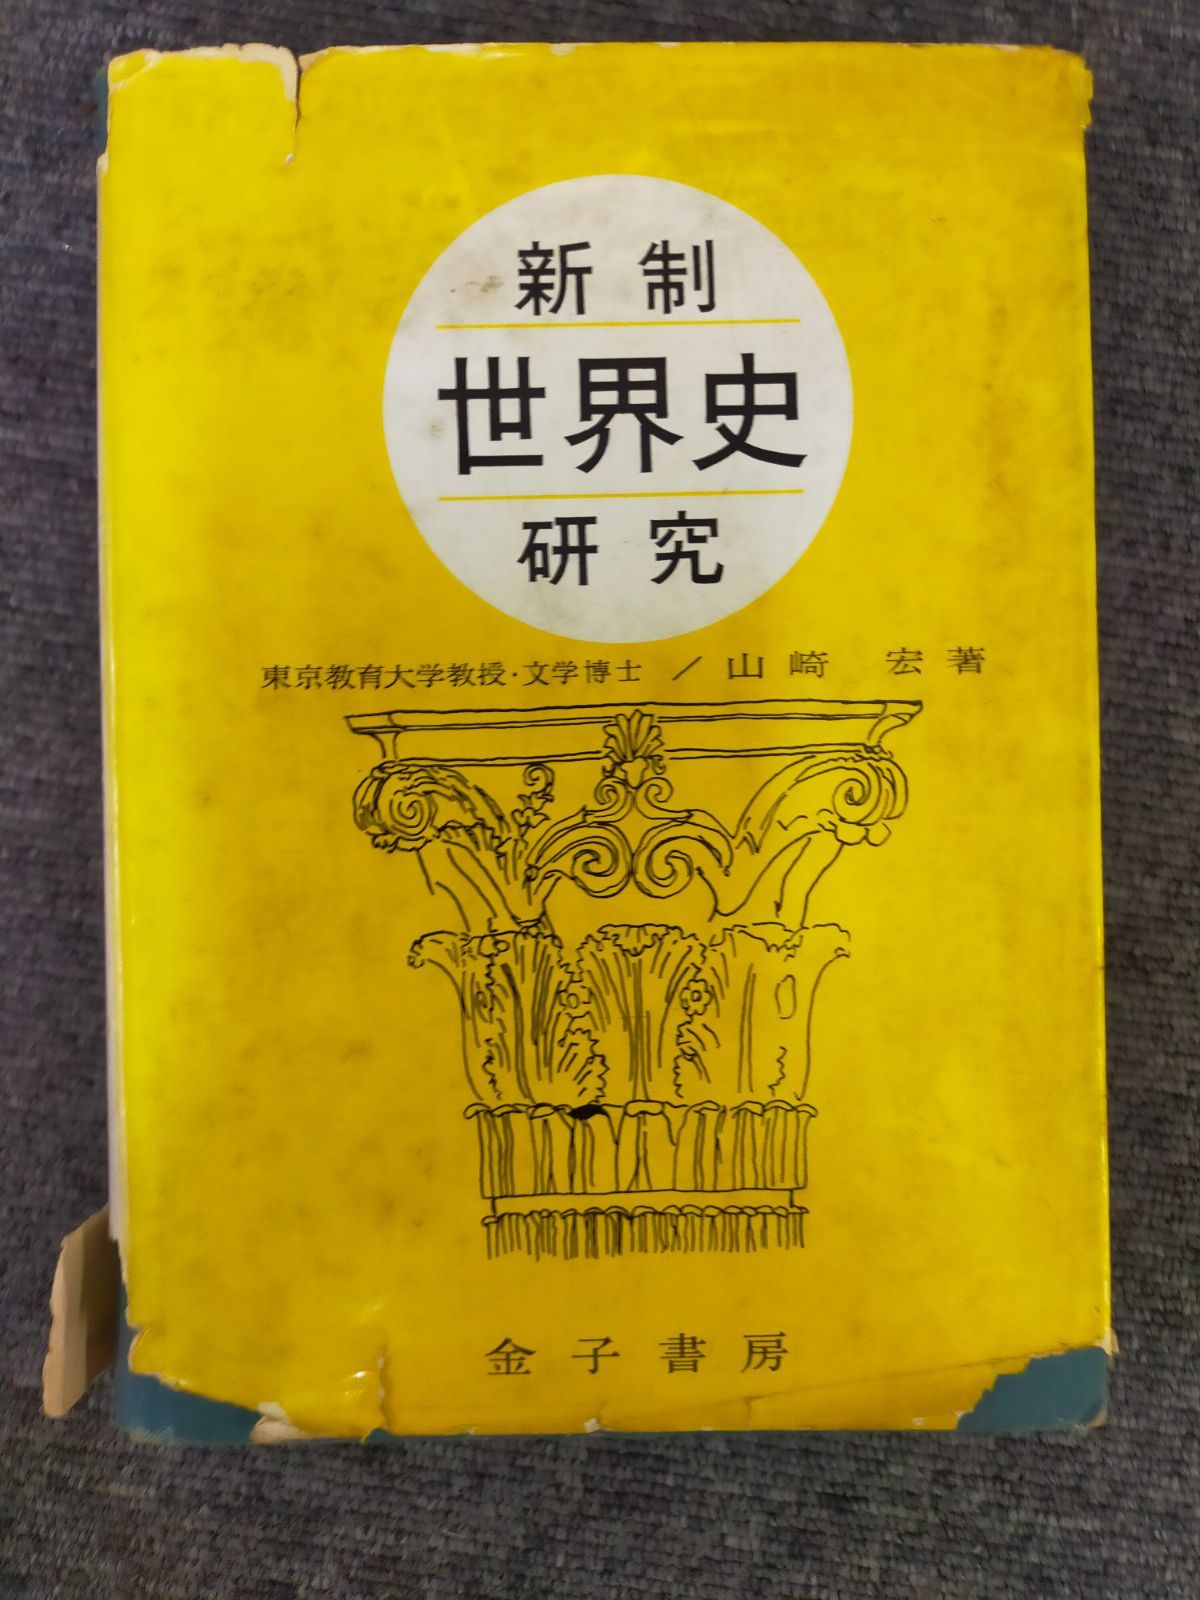 新制
世界史
研究
東京教育大学教授・文学博士／山崎 宏著
金子書房